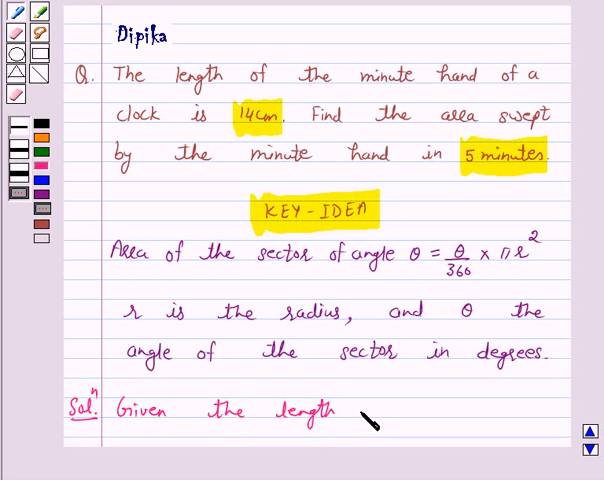 Dipika
Q. The length of the minute hand of a
clock is 14cm. Find the area swept
by the minute hand in 5 minutes.
KEY - IDEA
Area of the sector of angle θ = θ/360 × πr²
r is the radius, and θ the
angle of the sector in degrees.
Solⁿ. Given the length